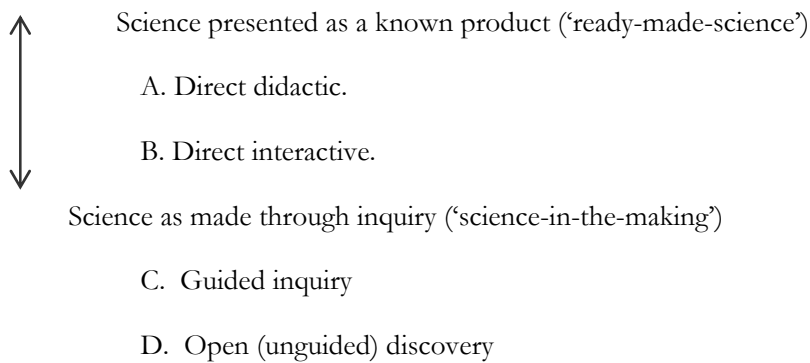 Science presented as a known product (‘ready-made-science’)
A. Direct didactic.
B. Direct interactive.
Science as made through inquiry (‘science-in-the-making’)
C. Guided inquiry
D. Open (unguided) discovery